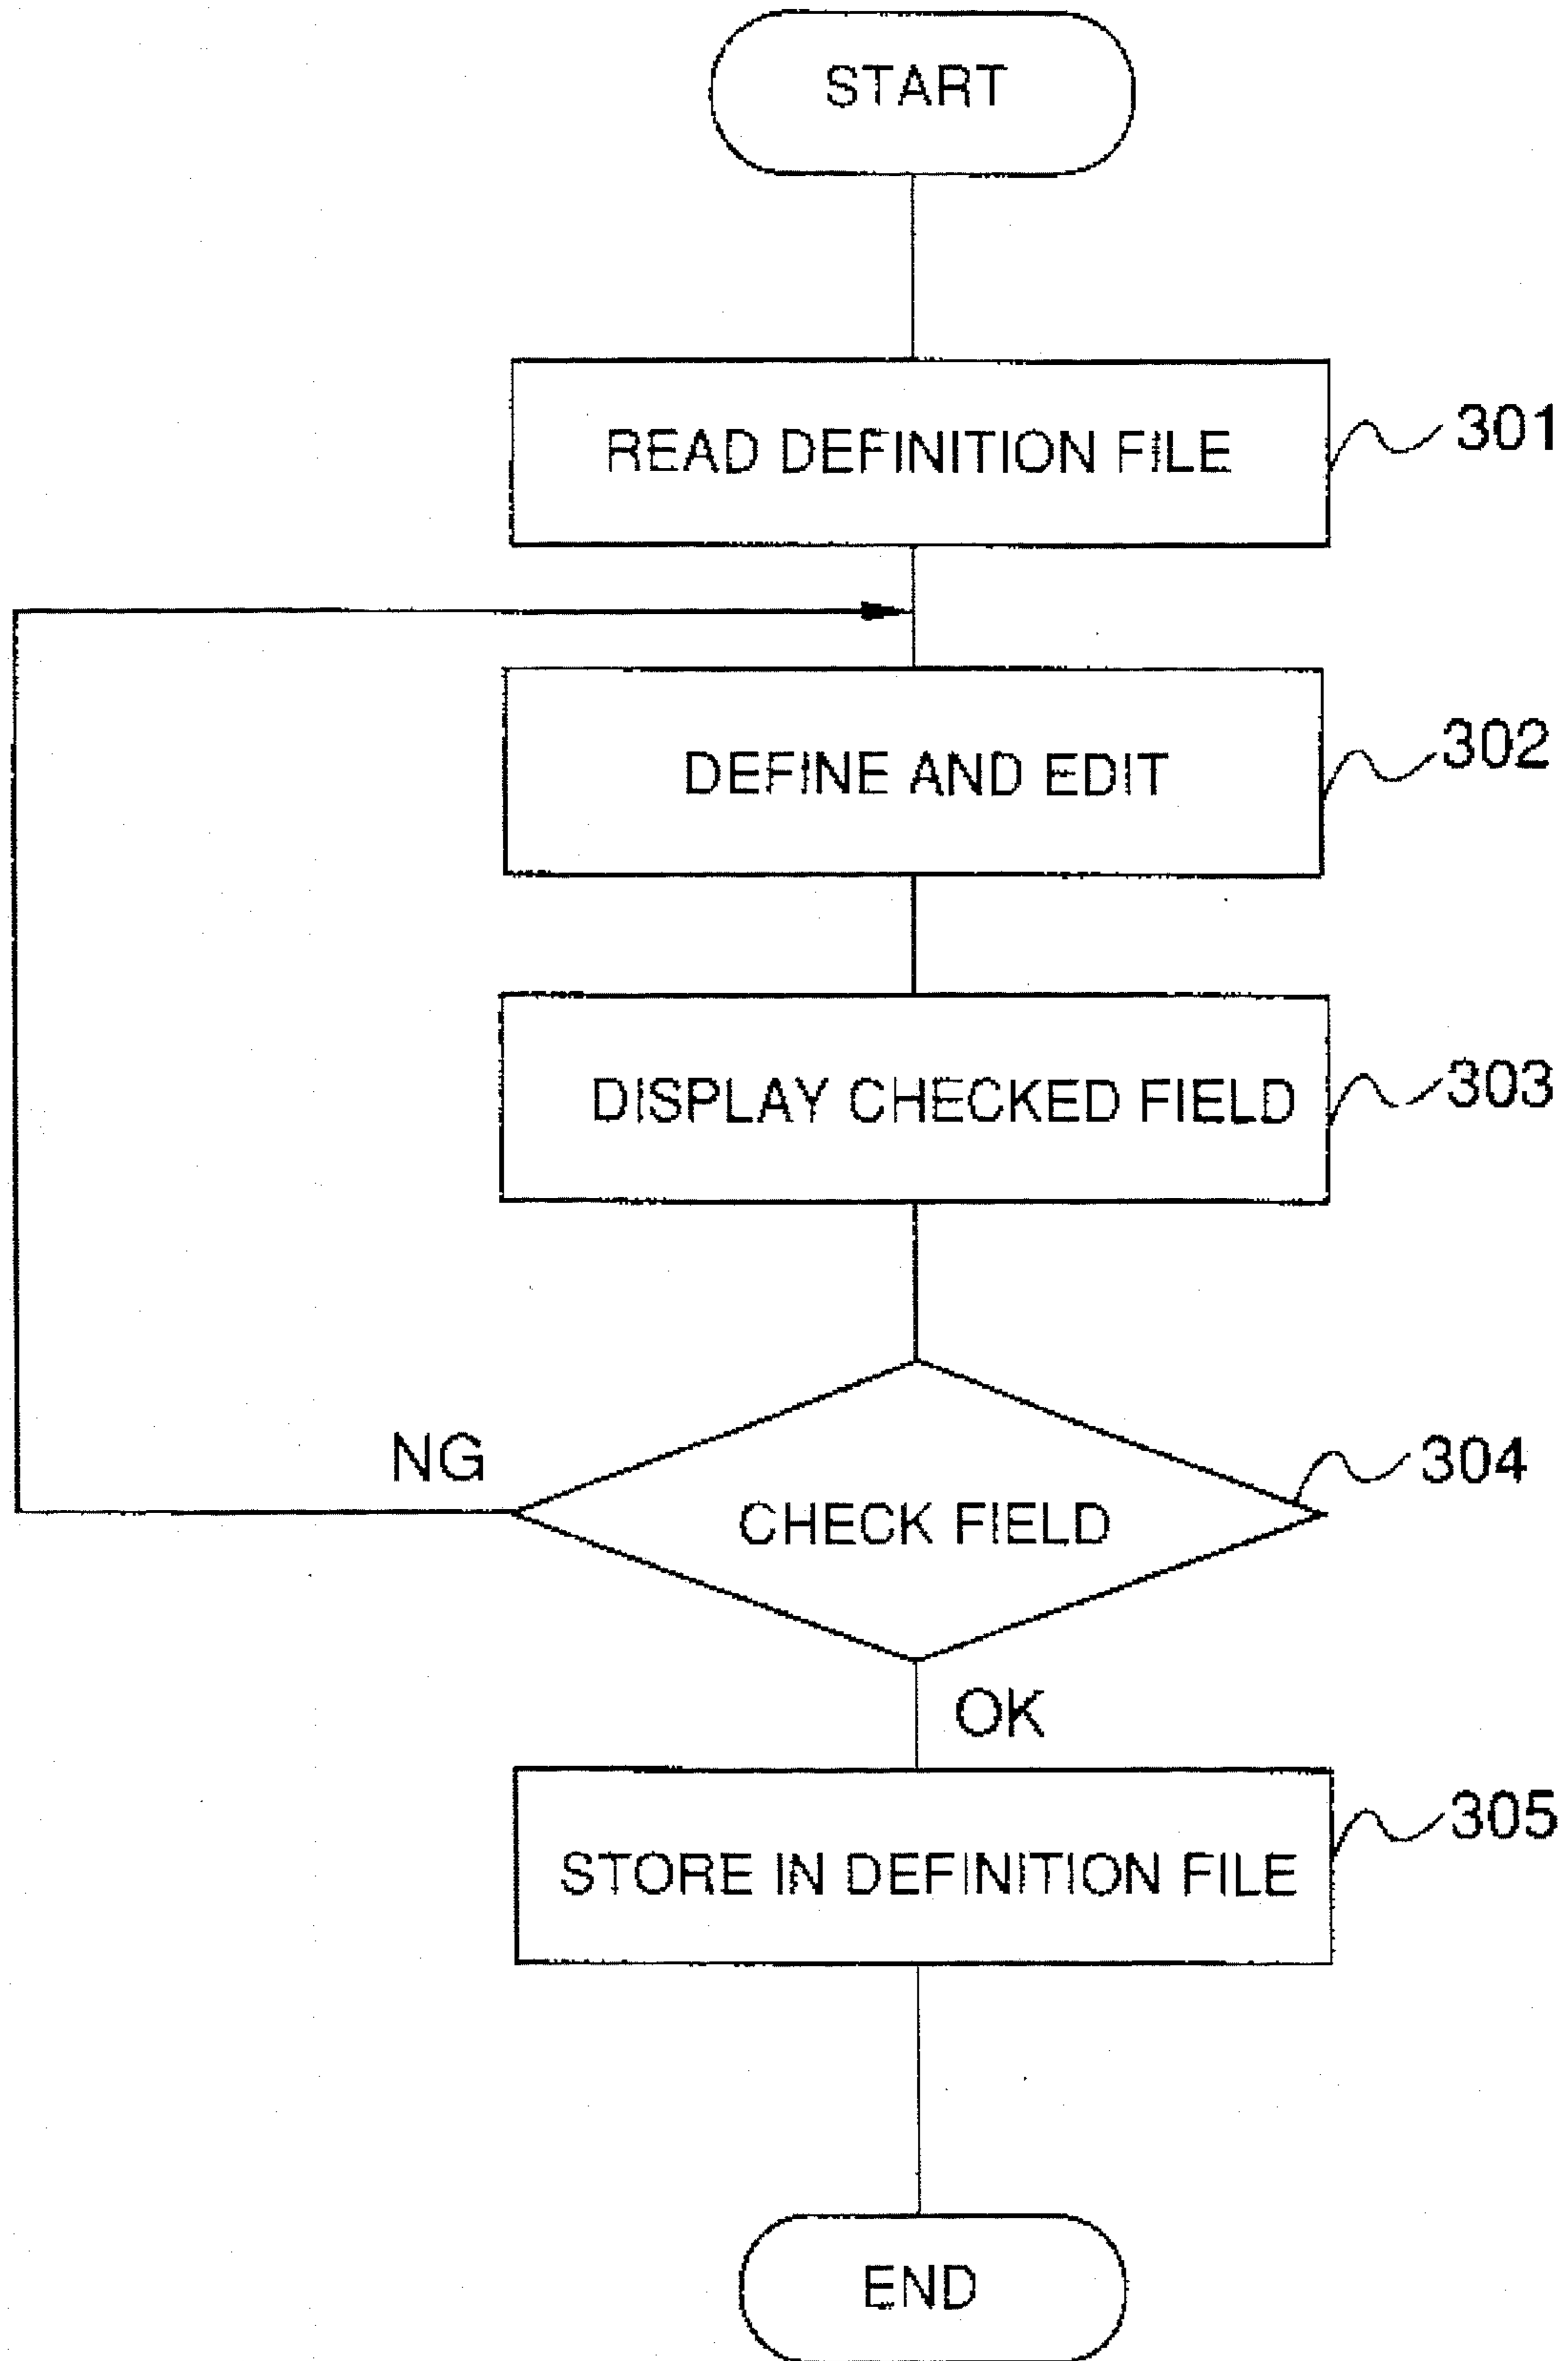 START
READ DEFINITION FILE
301
DEFINE AND EDIT
302
DISPLAY CHECKED FIELD
303
NG
CHECK FIELD
304
OK
STORE IN DEFINITION FILE
305
END